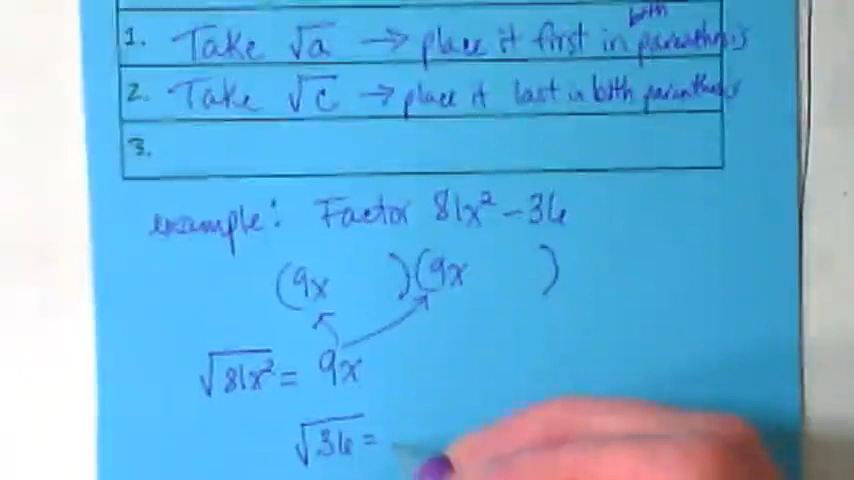 1. Take √a → place it first in both parenthesis
2. Take √c → place it last in both parenthesis
3.
example: Factor 81x² - 36
(9x )(9x )
√81x² = 9x
√36 =